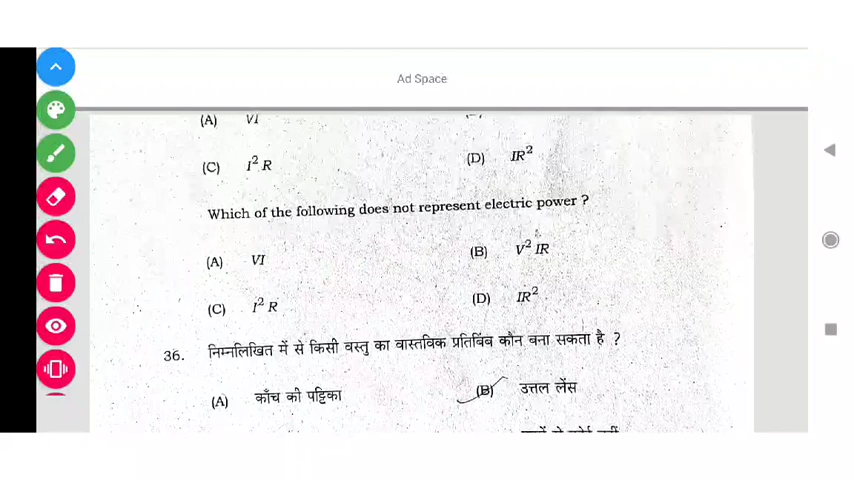 Ad Space
(A) VI
(C) I² R (D) IR²
Which of the following does not represent electric power ?
(A) VI (B) V² IR
(C) I² R (D) IR²
36. निम्नलिखित में से किसी वस्तु का वास्तविक प्रतिबिंब कौन बना सकता है ?
(A) काँच की पट्टिका (B) उत्तल लेंस